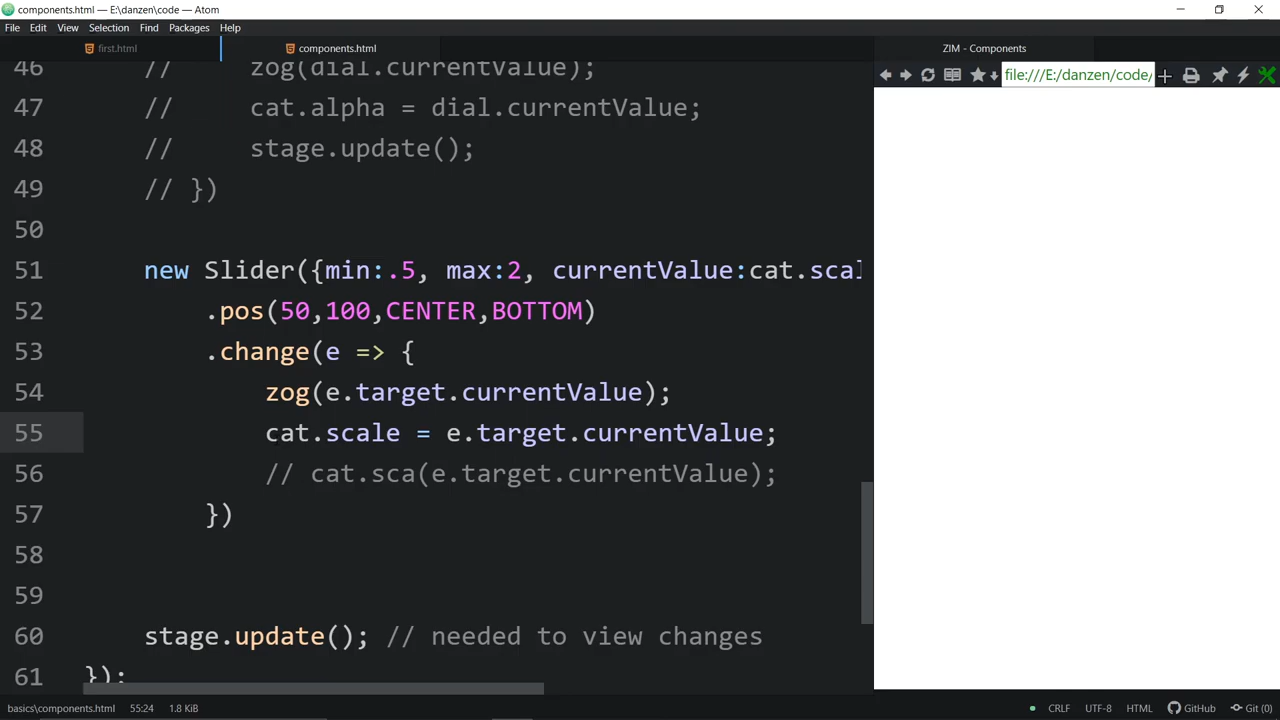 components.html — E:\danzen\code — Atom
File Edit View Selection Find Packages Help
first.html components.html ZIM - Components
file:///E:/danzen/code/
46 // zog(dial.currentValue);
47 // cat.alpha = dial.currentValue;
48 // stage.update();
49 // })
50
51 new Slider({min:.5, max:2, currentValue:cat.scal
52 .pos(50,100,CENTER,BOTTOM)
53 .change(e => {
54 zog(e.target.currentValue);
55 cat.scale = e.target.currentValue;
56 // cat.sca(e.target.currentValue);
57 })
58
59
60 stage.update(); // needed to view changes
61 });
basics\components.html 55:24 1.8 KiB CRLF UTF-8 HTML GitHub Git (0)